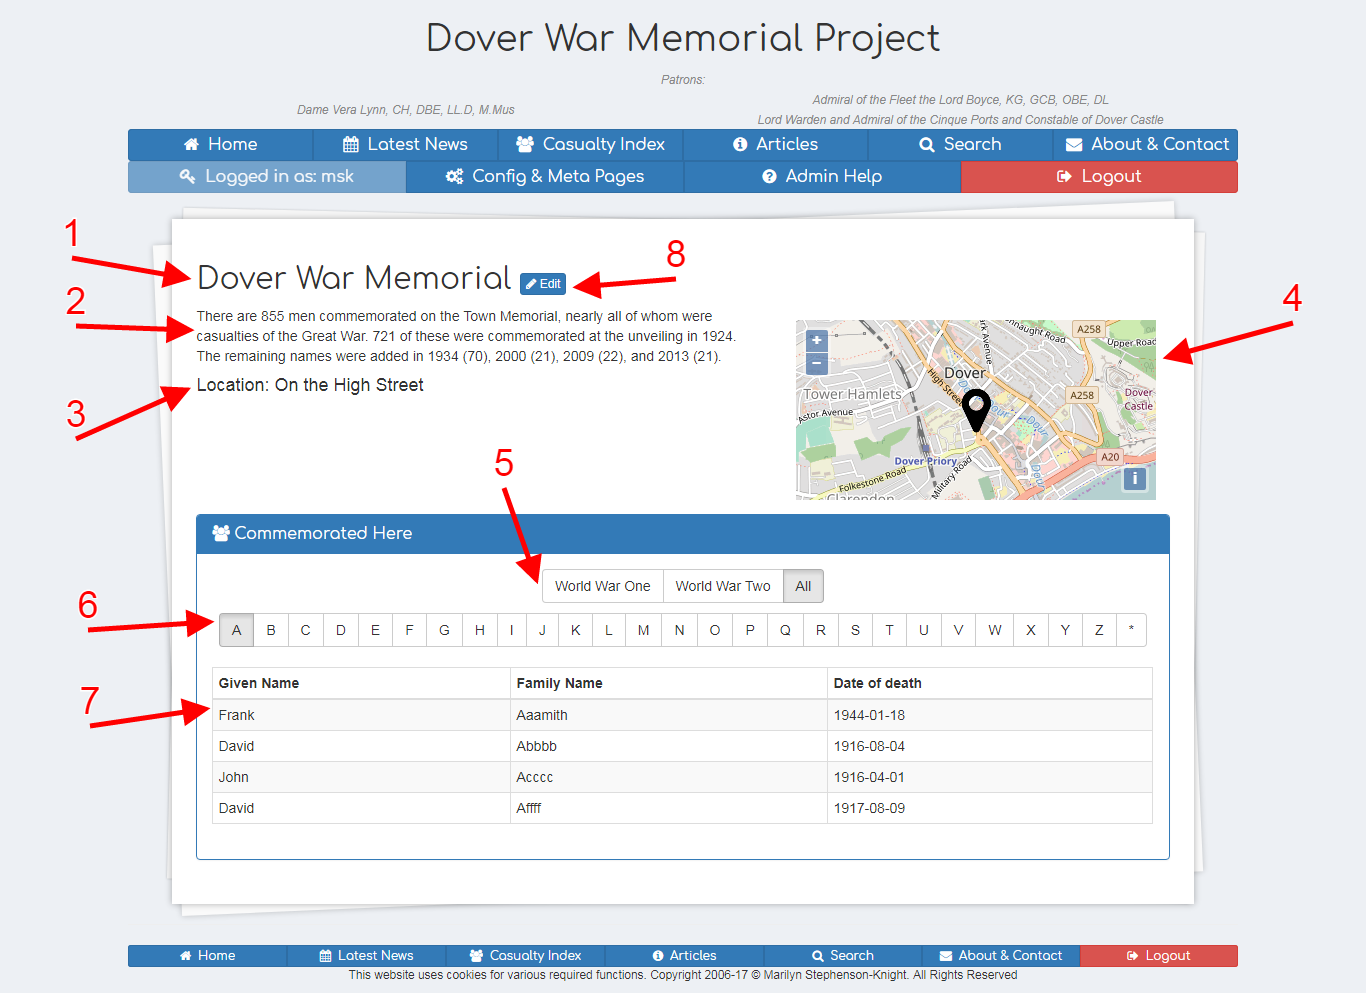 Dover War Memorial Project
Patrons:
Dame Vera Lynn, CH, DBE, LL.D, M.Mus
Admiral of the Fleet the Lord Boyce, KG, GCB, OBE, DL
Lord Warden and Admiral of the Cinque Ports and Constable of Dover Castle
Home Latest News Casualty Index Articles Search About & Contact
Logged in as: msk Config & Meta Pages Admin Help Logout
1
Dover War Memorial Edit
8
2
There are 855 men commemorated on the Town Memorial, nearly all of whom were
casualties of the Great War. 721 of these were commemorated at the unveiling in 1924.
The remaining names were added in 1934 (70), 2000 (21), 2009 (22), and 2013 (21).
3
Location: On the High Street
4
+
−
Connaught Road
A258
Upper Road
Park Avenue
Dover
High Street
Tower Hamlets
Astor Avenue
A258
Dover
Castle
Dour
Dour
Dover Priory
A20
Folkestone Road
Military Road
Clarendon
i
5
Commemorated Here
World War One World War Two All
6
A B C D E F G H I J K L M N O P Q R S T U V W X Y Z *
7
Given Name Family Name Date of death
Frank Aaamith 1944-01-18
David Abbbb 1916-08-04
John Acccc 1916-04-01
David Affff 1917-08-09
Home Latest News Casualty Index Articles Search About & Contact Logout
This website uses cookies for various required functions. Copyright 2006-17 © Marilyn Stephenson-Knight. All Rights Reserved